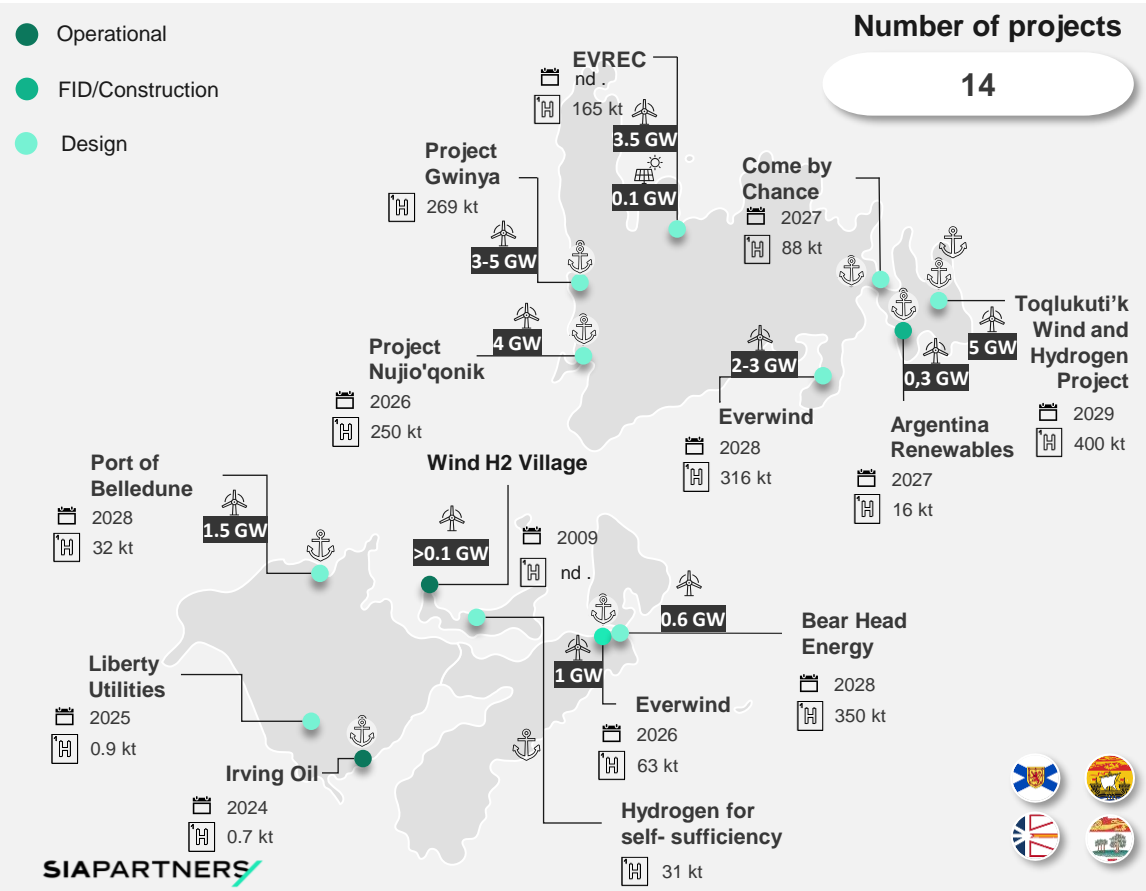 Operational
FID/Construction
Design
Number of projects
14
EVREC
nd .
165 kt
3.5 GW
0.1 GW
Project
Gwinya
269 kt
3-5 GW
Come by
Chance
2027
88 kt
Project
Nujio'qonik
2026
250 kt
4 GW
2-3 GW
Everwind
2028
316 kt
0,3 GW
Argentina
Renewables
2027
16 kt
5 GW
Toqlukuti’k
Wind and
Hydrogen
Project
2029
400 kt
Port of
Belledune
2028
32 kt
1.5 GW
Wind H2 Village
>0.1 GW
2009
nd .
0.6 GW
Bear Head
Energy
2028
350 kt
1 GW
Everwind
2026
63 kt
Liberty
Utilities
2025
0.9 kt
Irving Oil
2024
0.7 kt
Hydrogen for
self- sufficiency
31 kt
SIAPARTNERS